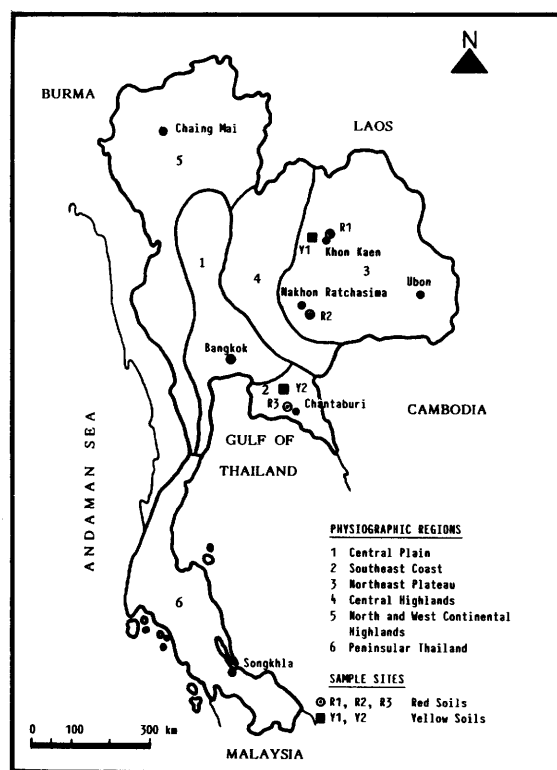 N
BURMA
Chaing Mai
LAOS
5
R1
Y1
Khon Kaen
1
4
3
Nakhon Ratchasima
Ubon
R2
Bangkok
2
Y2
R3
Chantaburi
CAMBODIA
GULF OF
THAILAND
ANDAMAN SEA
PHYSIOGRAPHIC REGIONS
1 Central Plain
2 Southeast Coast
3 Northeast Plateau
4 Central Highlands
5 North and West Continental
Highlands
6 Peninsular Thailand
6
Songkhla
SAMPLE SITES
R1, R2, R3 Red Soils
Y1, Y2 Yellow Soils
0 100 300 km
MALAYSIA